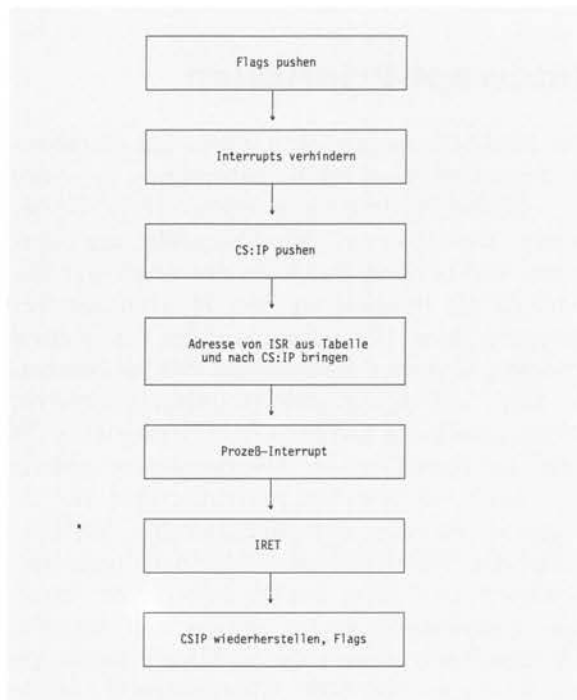 Flags pushen
Interrupts verhindern
CS:IP pushen
Adresse von ISR aus Tabelle
und nach CS:IP bringen
Prozeß-Interrupt
IRET
CSIP wiederherstellen, Flags